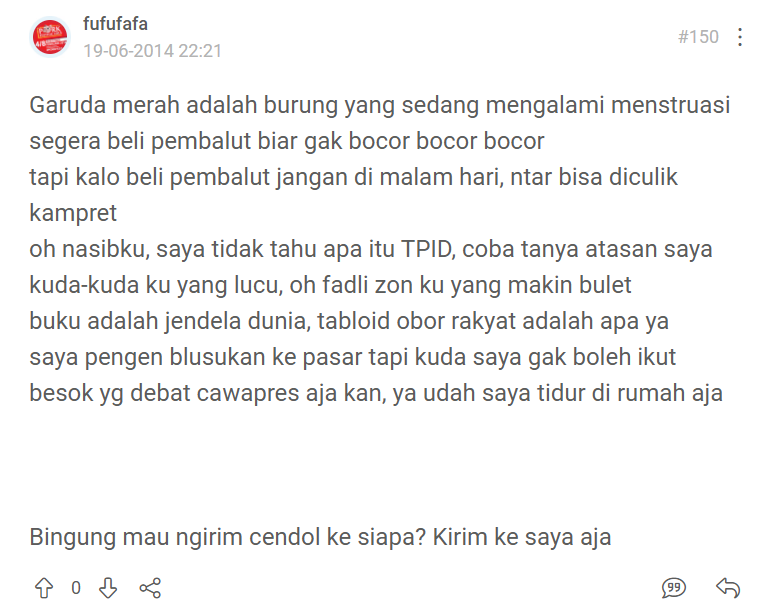 fufufafa
19-06-2014 22:21
#150
Garuda merah adalah burung yang sedang mengalami menstruasi
segera beli pembalut biar gak bocor bocor bocor
tapi kalo beli pembalut jangan di malam hari, ntar bisa diculik
kampret
oh nasibku, saya tidak tahu apa itu TPID, coba tanya atasan saya
kuda-kuda ku yang lucu, oh fadli zon ku yang makin bulet
buku adalah jendela dunia, tabloid obor rakyat adalah apa ya
saya pengen blusukan ke pasar tapi kuda saya gak boleh ikut
besok yg debat cawapres aja kan, ya udah saya tidur di rumah aja
Bingung mau ngirim cendol ke siapa? Kirim ke saya aja
0